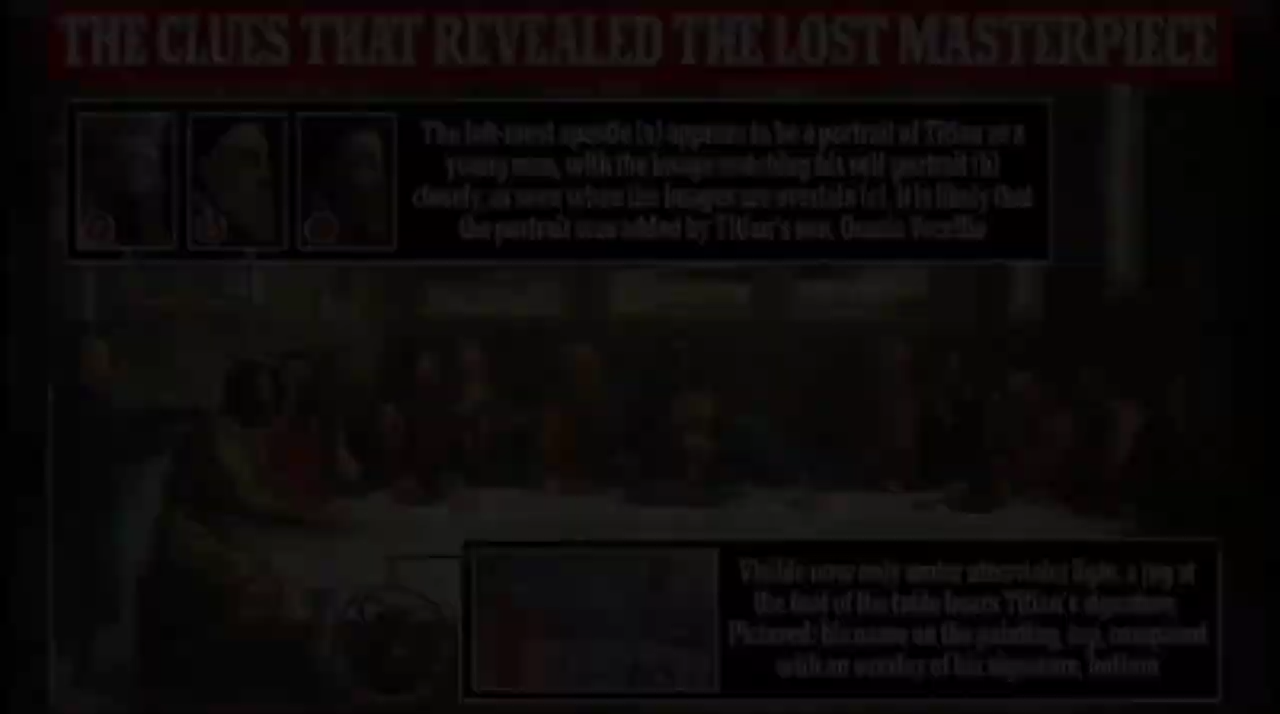 THE CLUES THAT REVEALED THE LOST MASTERPIECE
The left-most apostle (a) appears to be a portrait of Titian as a
young man, with the image matching his self-portrait (b)
closely, as seen when the images are overlain (c). It is likely that
the portrait was added by Titian's son, Orazio Vecellio
Visible now only under ultraviolet light, a jug at
the foot of the table bears Titian's signature.
Pictured: his name on the painting, top, compared
with an overlay of his signature, bottom